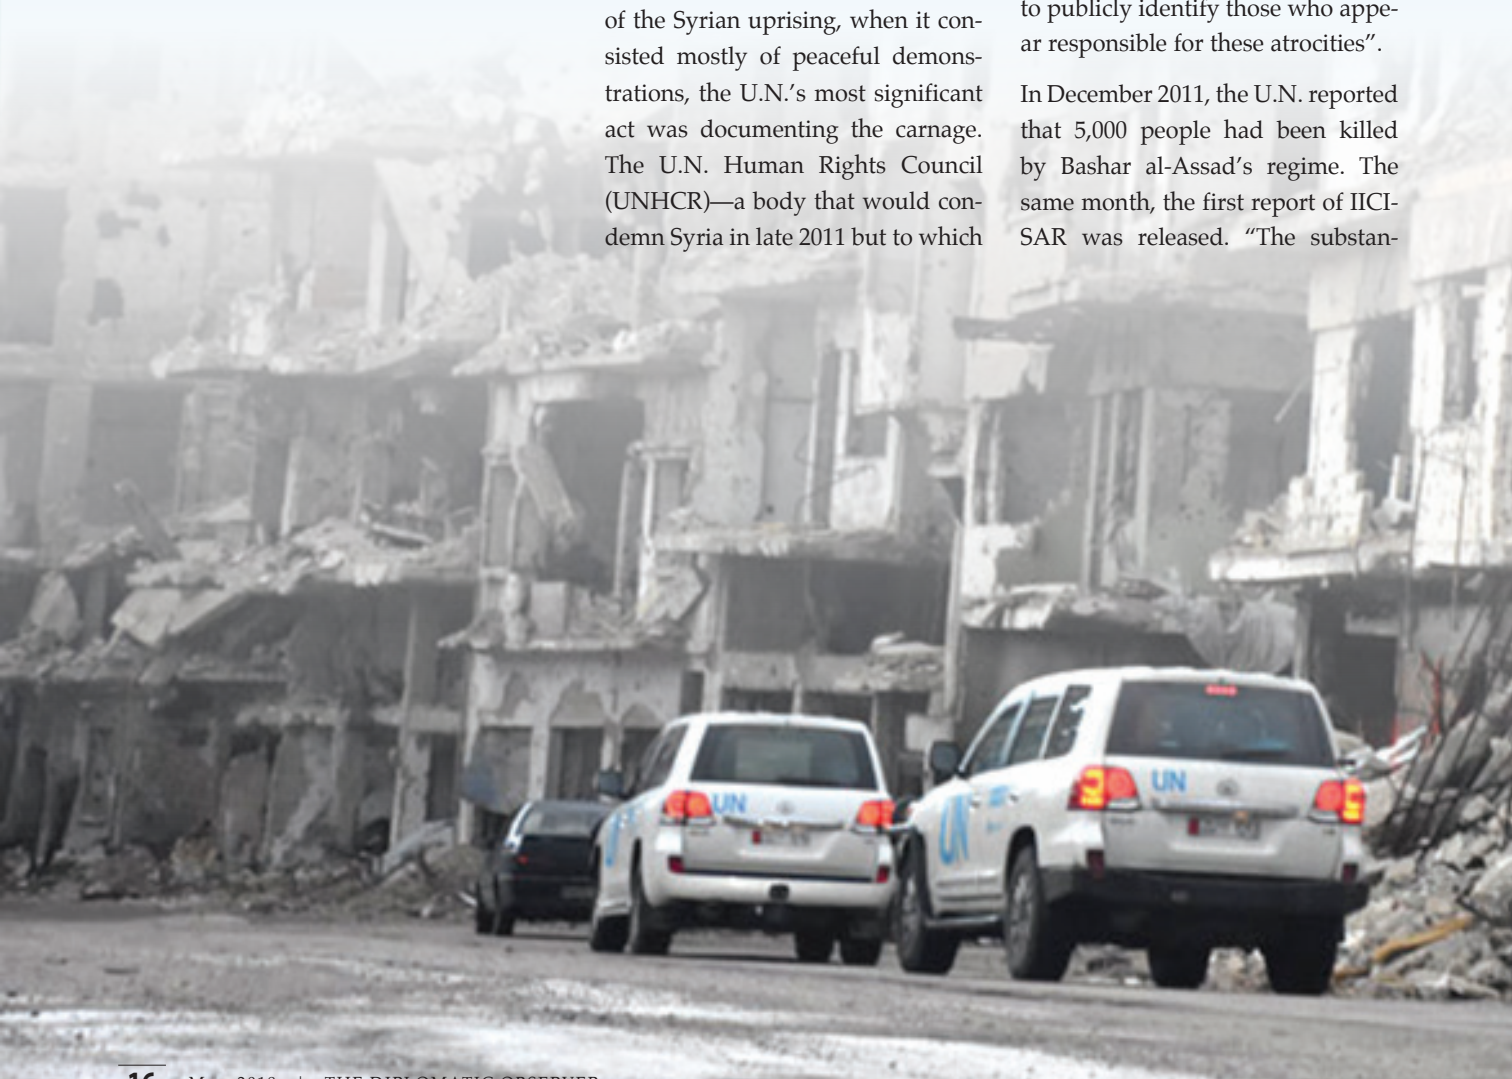 of the Syrian uprising, when it con-
sisted mostly of peaceful demons-
trations, the U.N.'s most significant
act was documenting the carnage.
The U.N. Human Rights Council
(UNHCR)—a body that would con-
demn Syria in late 2011 but to which
to publicly identify those who appe-
ar responsible for these atrocities”.
In December 2011, the U.N. reported
that 5,000 people had been killed
by Bashar al-Assad’s regime. The
same month, the first report of IICI-
SAR was released. “The substan-
UN
UN
UN
THE DIPLOMATIC OBSERVER